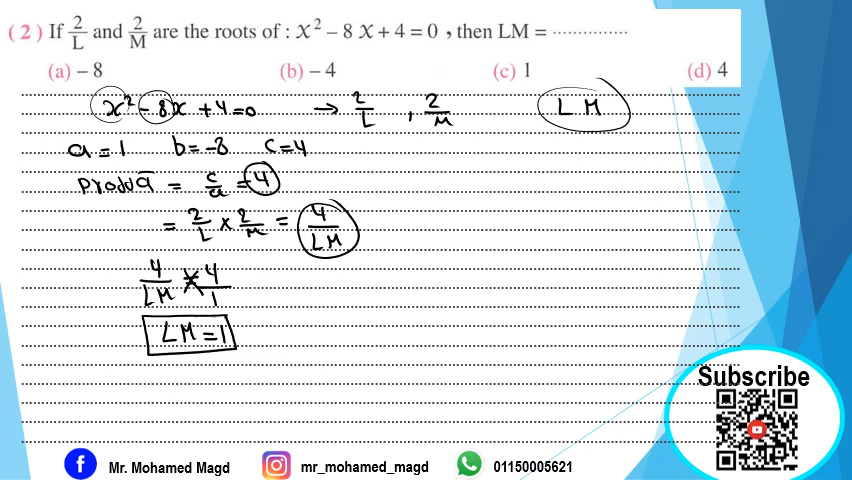 ( 2 ) If 2/L and 2/M are the roots of : X² – 8 X + 4 = 0 , then LM = ...............
(a) – 8 (b) – 4 (c) 1 (d) 4
x² - 8x + 4 = 0 → 2/L , 2/M LM
a = 1 b = -8 c = 4
= c/a = 4
= 2/L × 2/M = 4/LM
4/LM = 4/1
LM = 1
Subscribe
Mr. Mohamed Magd mr_mohamed_magd 01150005621